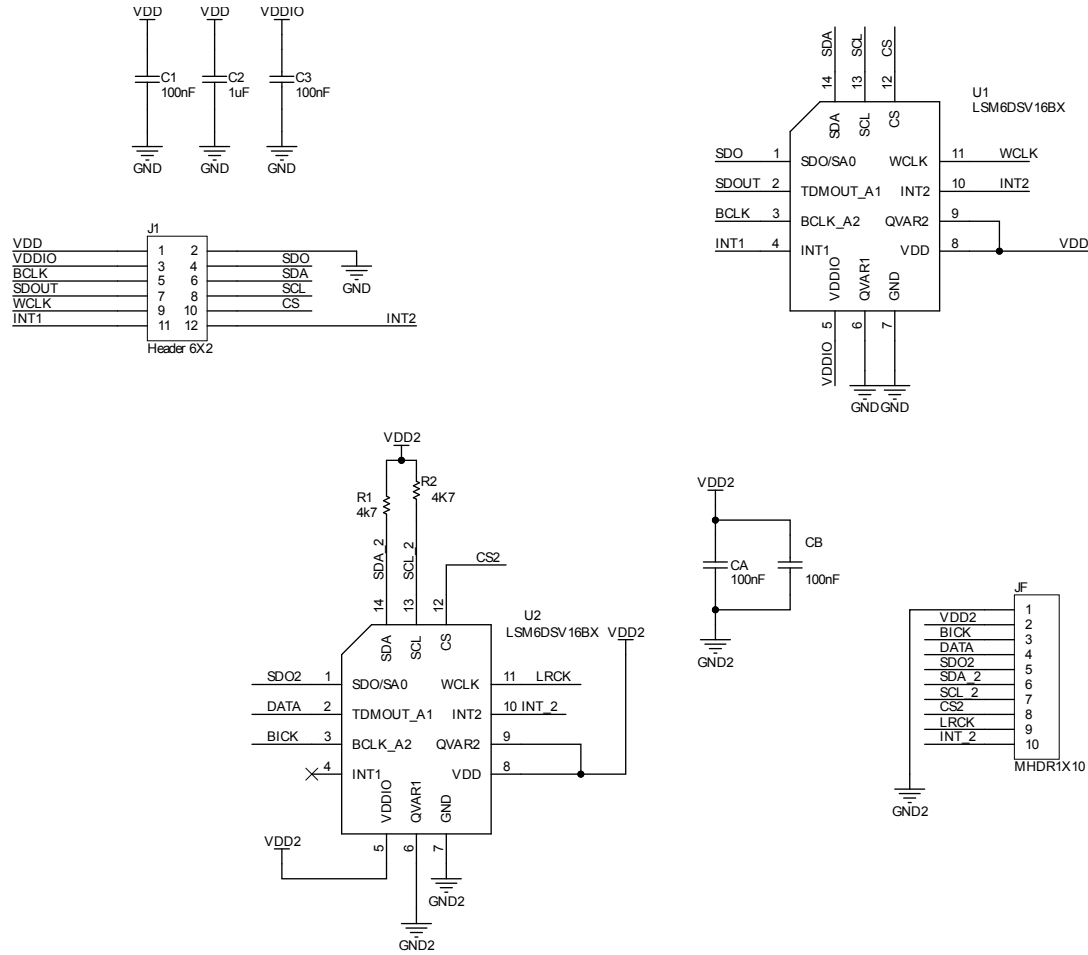 VDD VDD VDDIO
C1 C2 C3
100nF 1uF 100nF
GND GND GND
J1
VDD 1 2
VDDIO 3 4 SDO
BCLK 5 6 SDA
SDOUT 7 8 SCL GND
WCLK 9 10 CS
INT1 11 12 INT2
Header 6X2
SDA SCL CS
14 13 12
U1
LSM6DSV16BX
SDA SCL CS
SDO 1 SDO/SA0 WCLK 11 WCLK
SDOUT 2 TDMOUT_A1 INT2 10 INT2
BCLK 3 BCLK_A2 QVAR2 9
INT1 4 INT1 VDD 8 VDD
VDDIO QVAR1 GND
5 6 7
VDDIO
GND GND
VDD2
R1 R2
4k7 4K7
SDA_2 SCL_2 CS2
14 13 12
U2
LSM6DSV16BX VDD2
SDA SCL CS
SDO2 1 SDO/SA0 WCLK 11 LRCK
DATA 2 TDMOUT_A1 INT2 10 INT_2
BICK 3 BCLK_A2 QVAR2 9
4 INT1 VDD 8
VDDIO QVAR1 GND
VDD2 5 6 7
GND2
GND2
VDD2
CA CB
100nF 100nF
GND2
JF
1
VDD2 2
BICK 3
DATA 4
SDO2 5
SDA_2 6
SCL_2 7
CS2 8
LRCK 9
INT_2 10
MHDR1X10
GND2